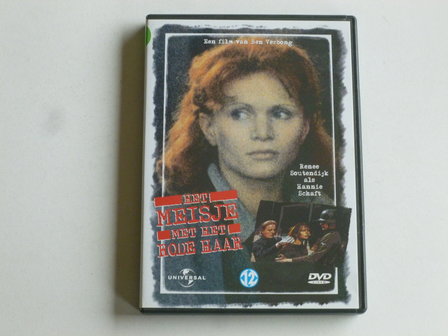 Een film van Ben Verbong
Renee
Soutendijk
als
Hannie
Schaft
HET
MEISJE
MET HET
RODE HAAR
UNIVERSAL
12
DVD
VIDEO